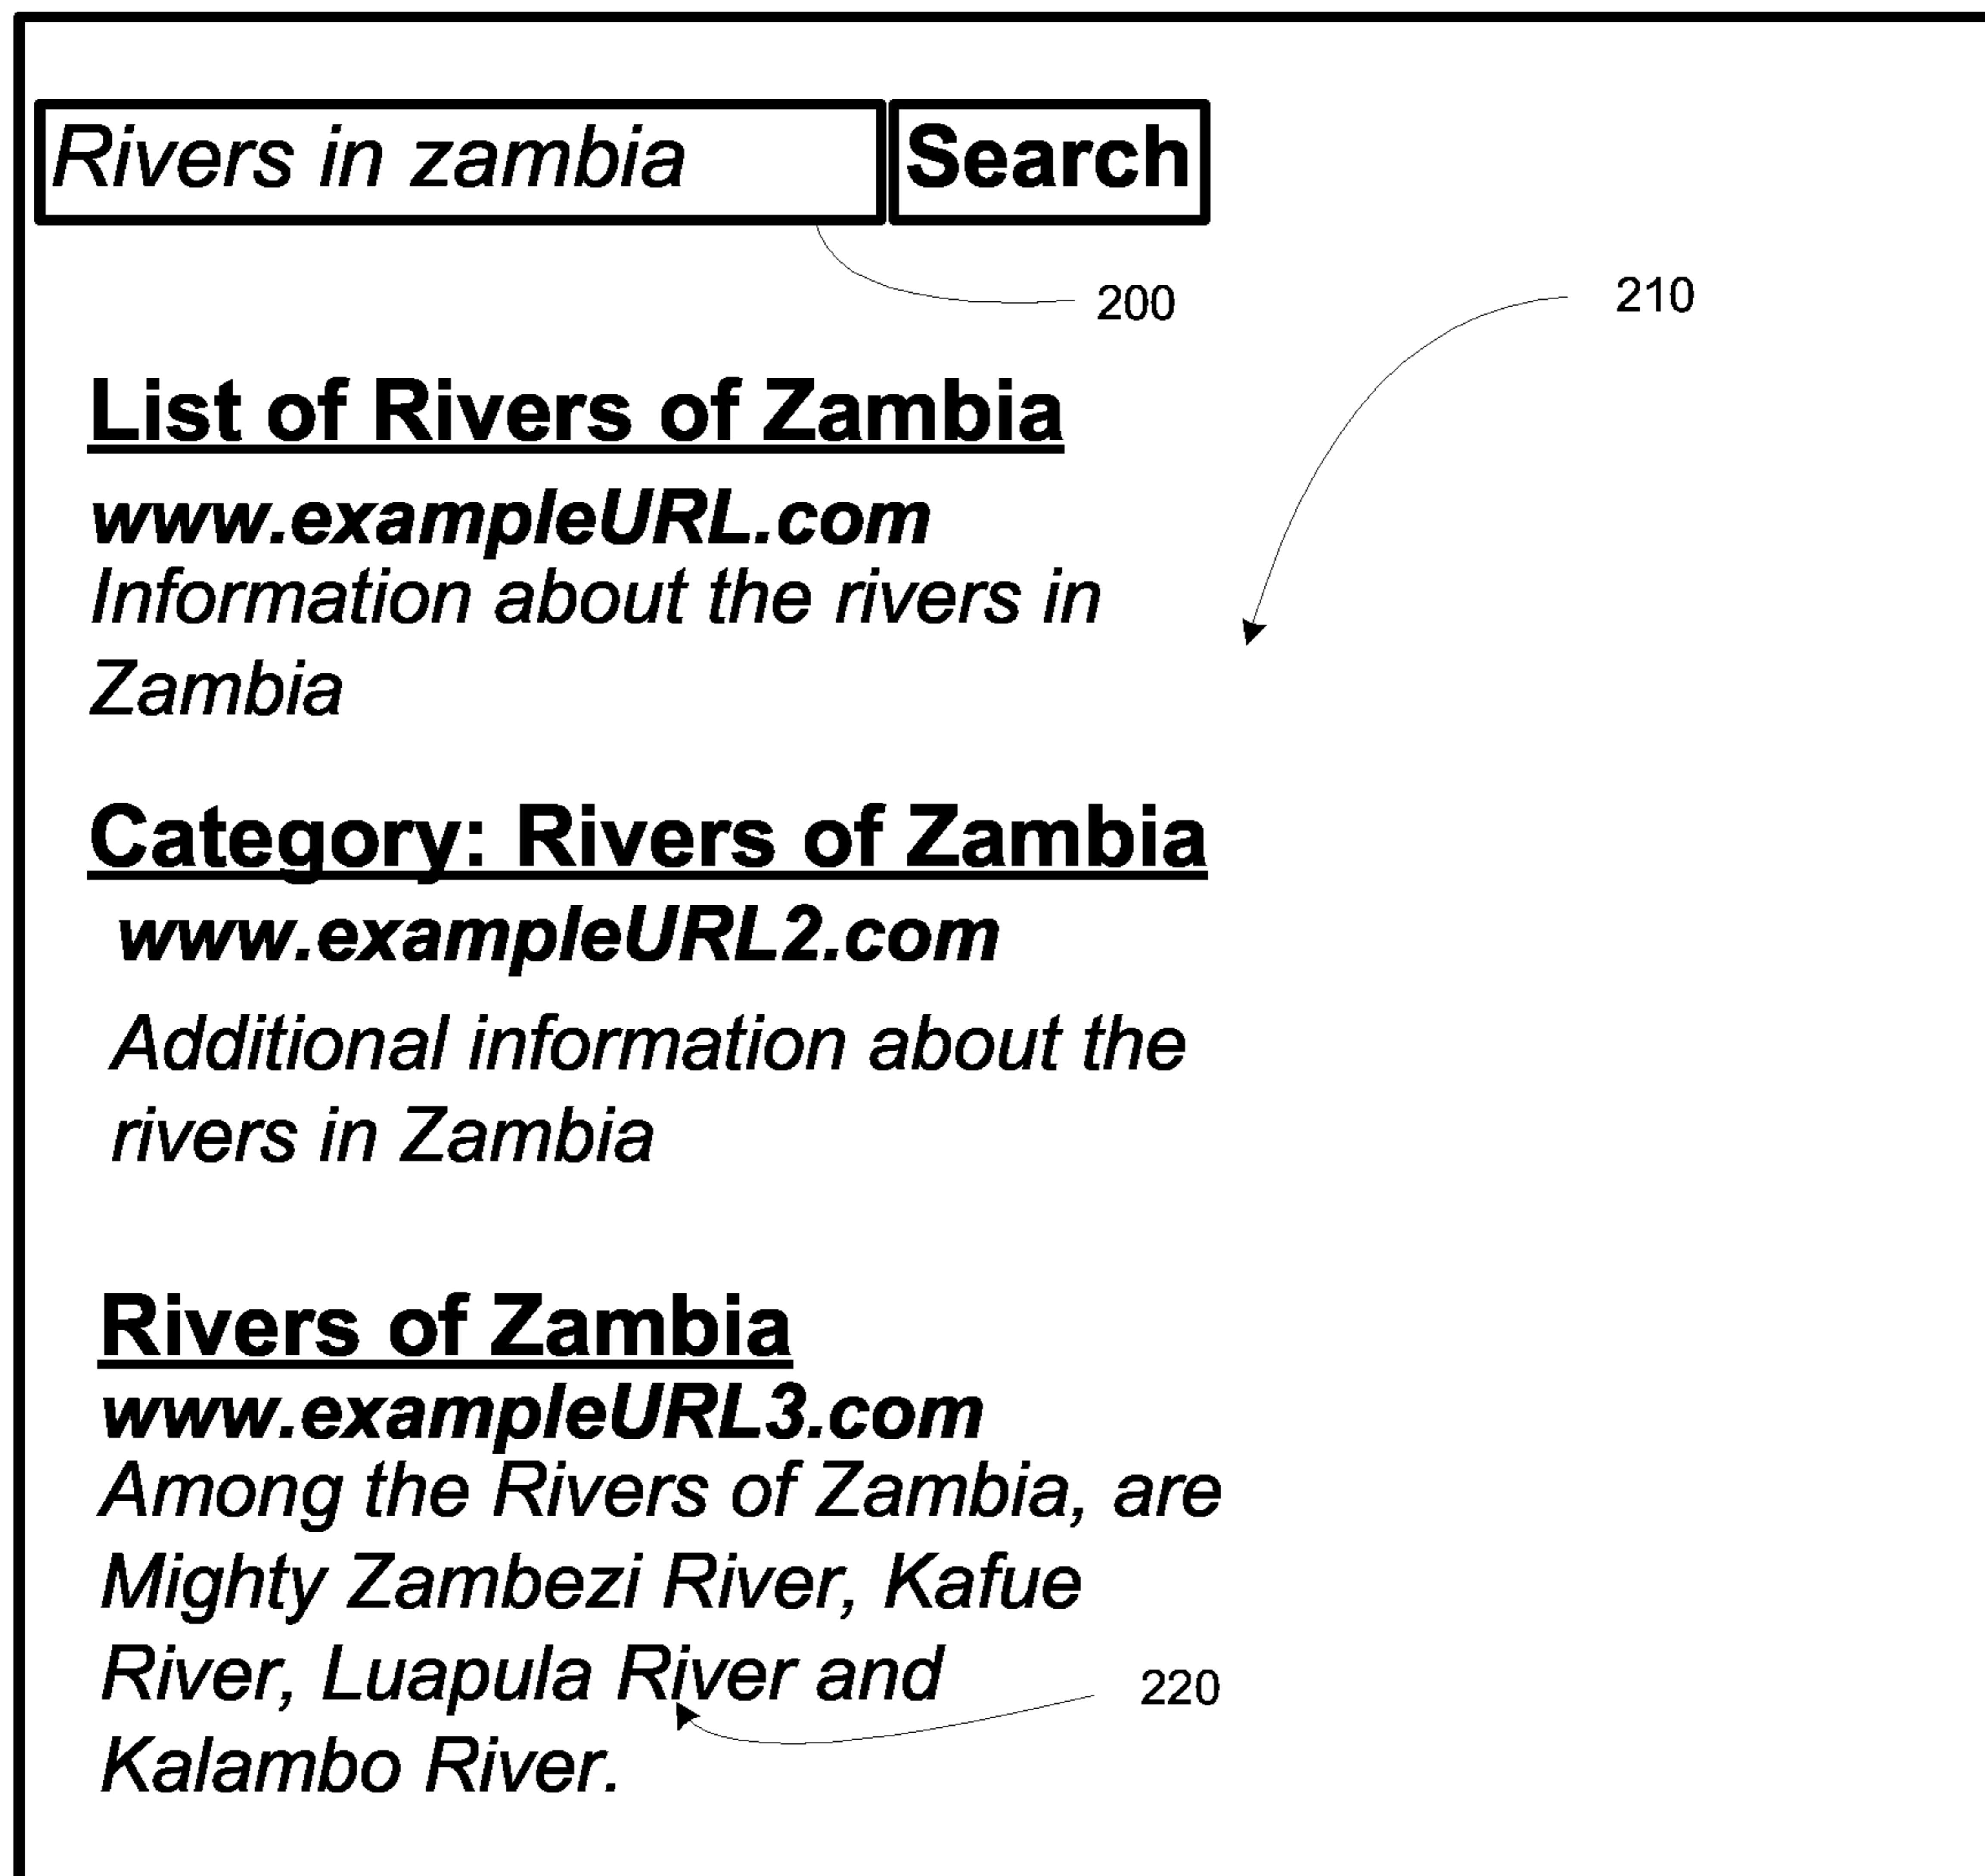 Rivers in zambia Search
200
210
List of Rivers of Zambia
www.exampleURL.com
Information about the rivers in
Zambia
Category: Rivers of Zambia
www.exampleURL2.com
Additional information about the
rivers in Zambia
Rivers of Zambia
www.exampleURL3.com
Among the Rivers of Zambia, are
Mighty Zambezi River, Kafue
River, Luapula River and
220
Kalambo River.